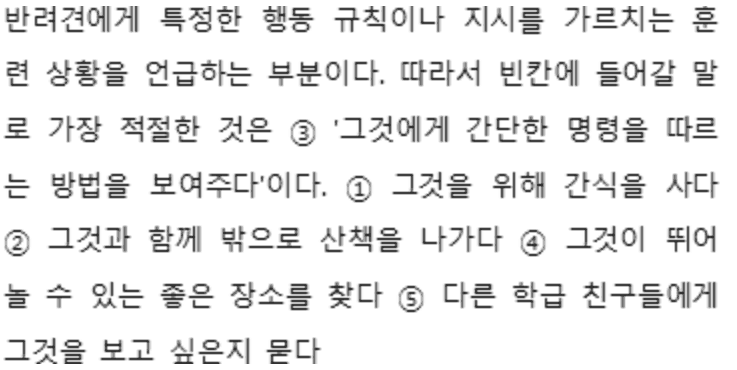 반려견에게 특정한 행동 규칙이나 지시를 가르치는 훈
련 상황을 언급하는 부분이다. 따라서 빈칸에 들어갈 말
로 가장 적절한 것은 ③ '그것에게 간단한 명령을 따르
는 방법을 보여주다'이다. ① 그것을 위해 간식을 사다
② 그것과 함께 밖으로 산책을 나가다 ④ 그것이 뛰어
놀 수 있는 좋은 장소를 찾다 ⑤ 다른 학급 친구들에게
그것을 보고 싶은지 묻다